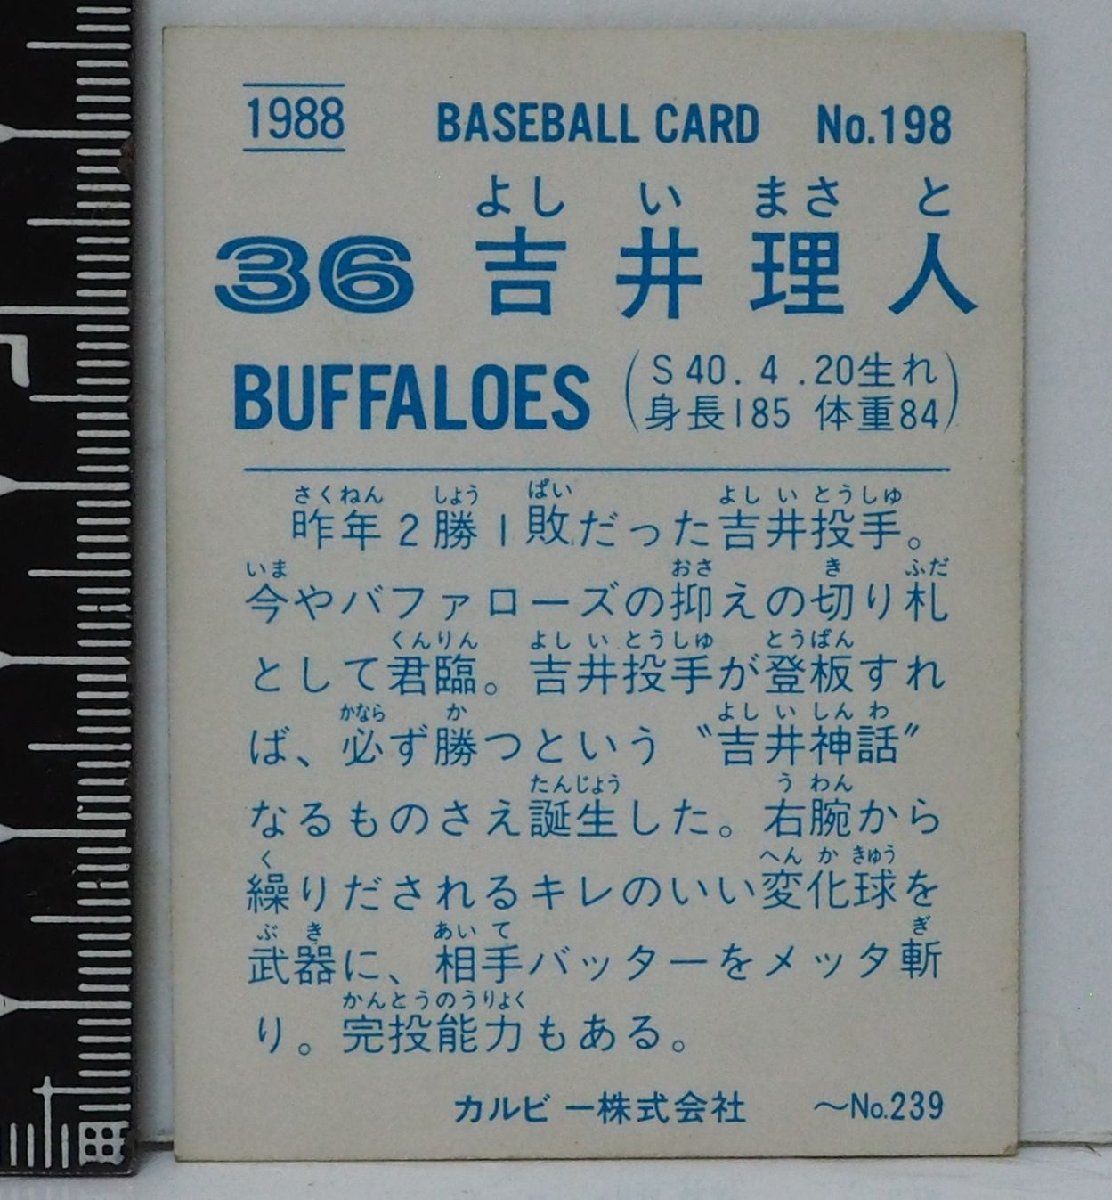 1988 BASEBALL CARD No.198
よし い まさ と
36 吉井理人
BUFFALOES (S40.4.20生れ
身長185 体重84)
さくねん しょう ぱい よしい とうしゅ
昨年2勝1敗だった吉井投手。
いま おさ き ふだ
今やバファローズの抑えの切り札
くんりん よしい とうしゅ とうばん
として君臨。吉井投手が登板すれ
かなら か よしい しんわ
ば、必ず勝つという〝吉井神話〟
たんじょう う わん
なるものさえ誕生した。右腕から
く へん か きゅう
繰りだされるキレのいい変化球を
ぶ き あい て ぎ
武器に、相手バッターをメッタ斬
かんとうのうりょく
り。完投能力もある。
カルビー株式会社 〜No.239